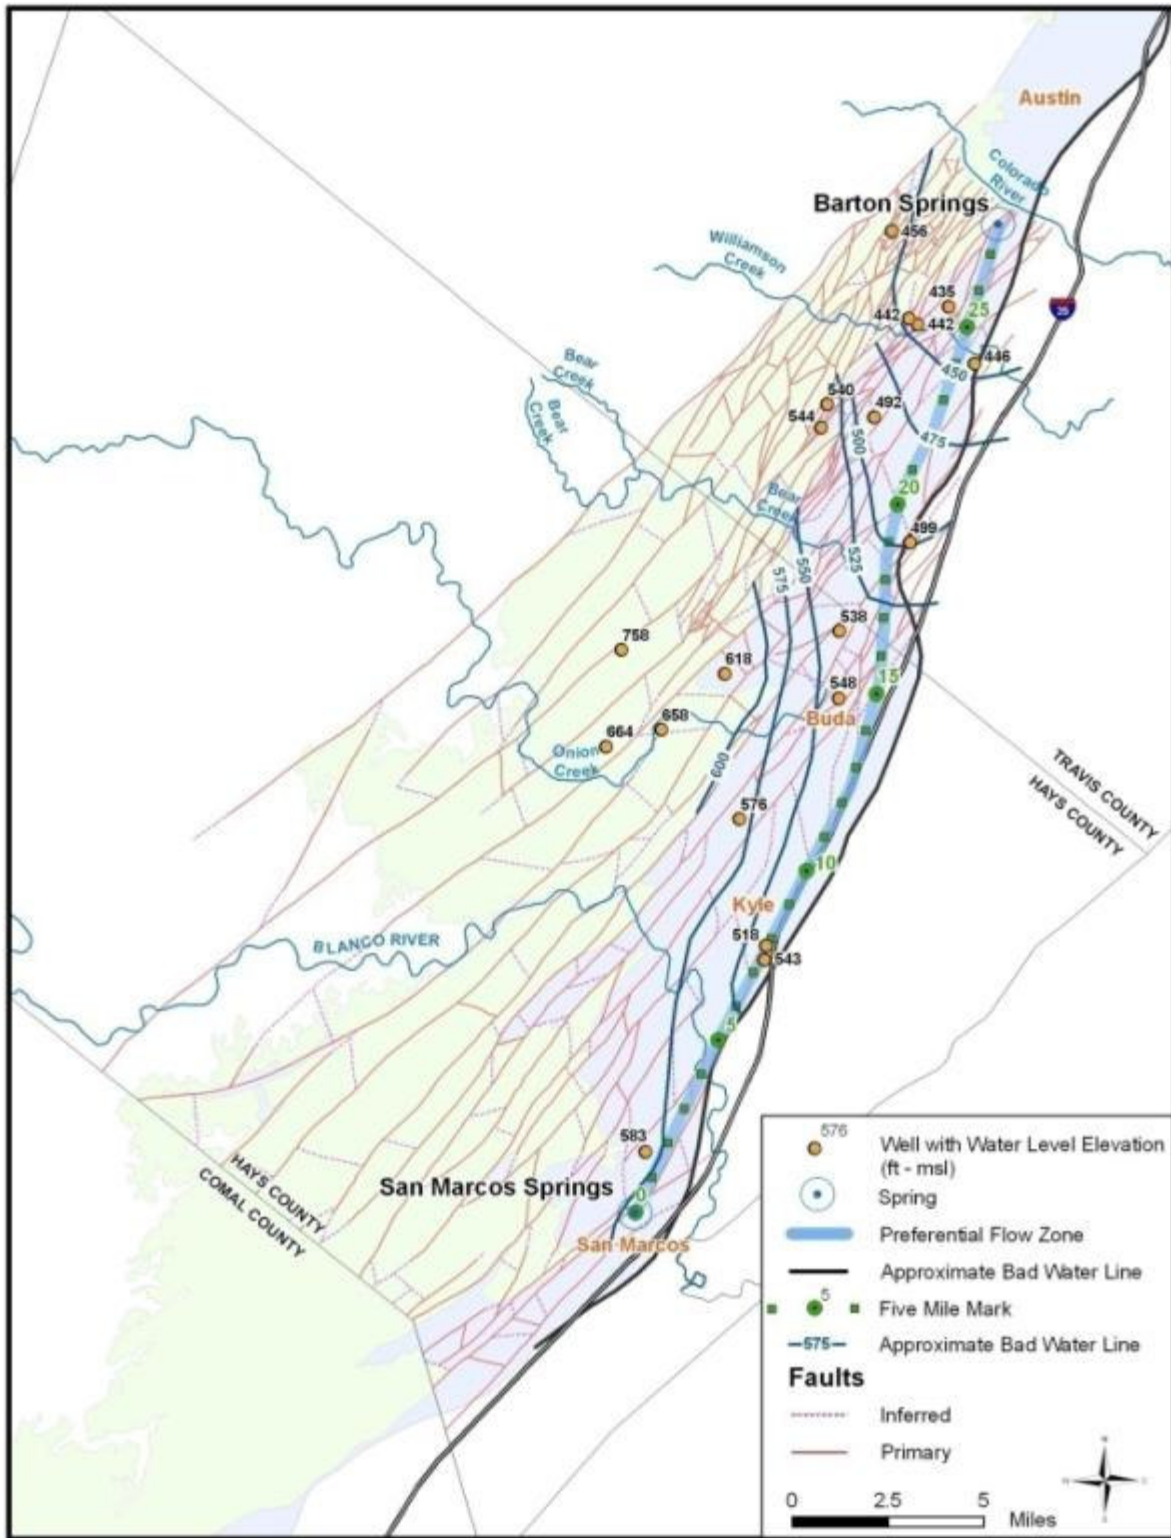 Austin
Colorado
River
Barton Springs
456
Williamson
Creek
435
442
442
25
35
446
450
Bear
Creek
Bear
Creek
540
544
492
500
475
20
Bear
Creek
499
550
525
575
538
758
618
15
548
Buda
658
664
Onion
Creek
600
TRAVIS COUNTY
HAYS COUNTY
576
10
Kyle
BLANCO RIVER
518
543
5
583
HAYS COUNTY
COMAL COUNTY
San Marcos Springs
0
San Marcos
576
Well with Water Level Elevation
(ft - msl)
Spring
Preferential Flow Zone
Approximate Bad Water Line
5
Five Mile Mark
575
Approximate Bad Water Line
Faults
Inferred
Primary
0 2.5 5
Miles